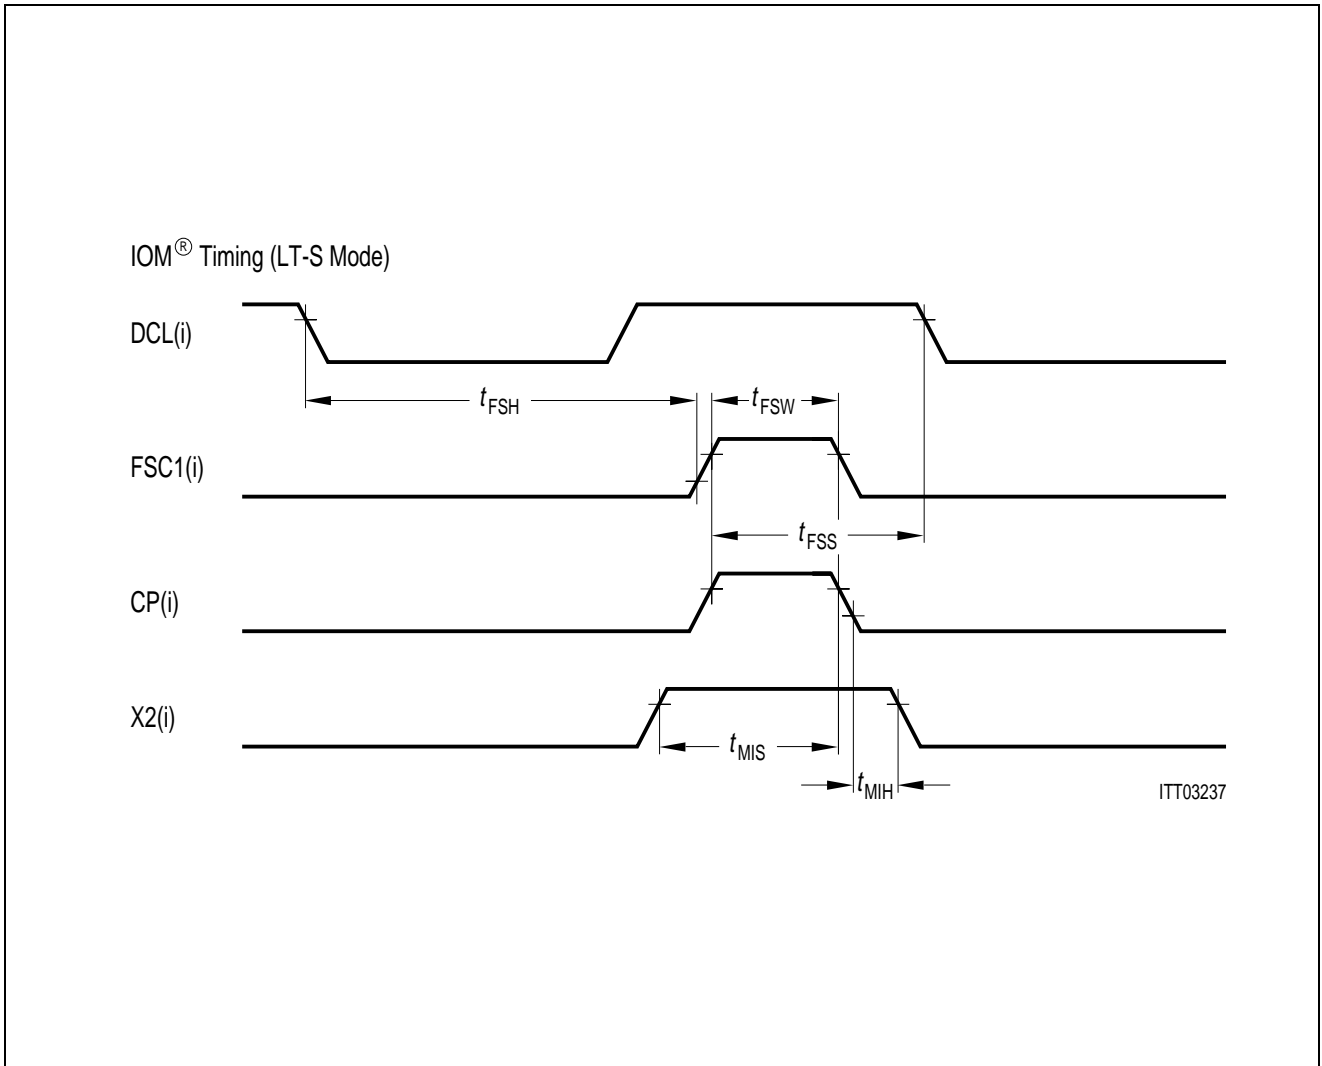 IOM® Timing (LT-S Mode)
DCL(i)
tFSH
tFSW
FSC1(i)
tFSS
CP(i)
X2(i)
tMIS
tMIH
ITT03237